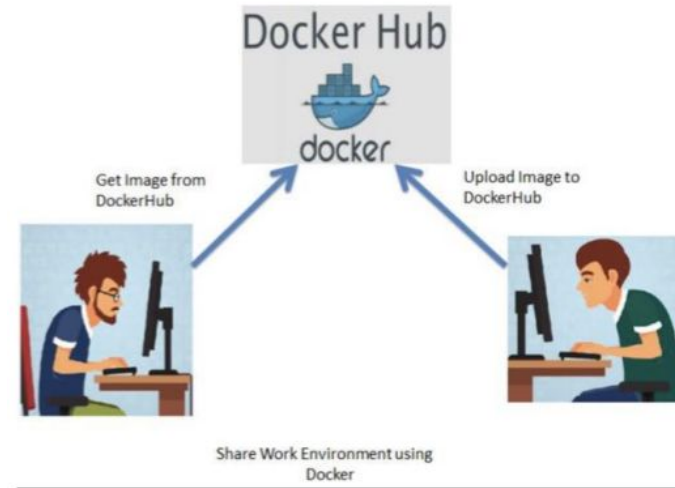 Docker Hub
docker
Get Image from
DockerHub
Upload Image to
DockerHub
Share Work Environment using
Docker